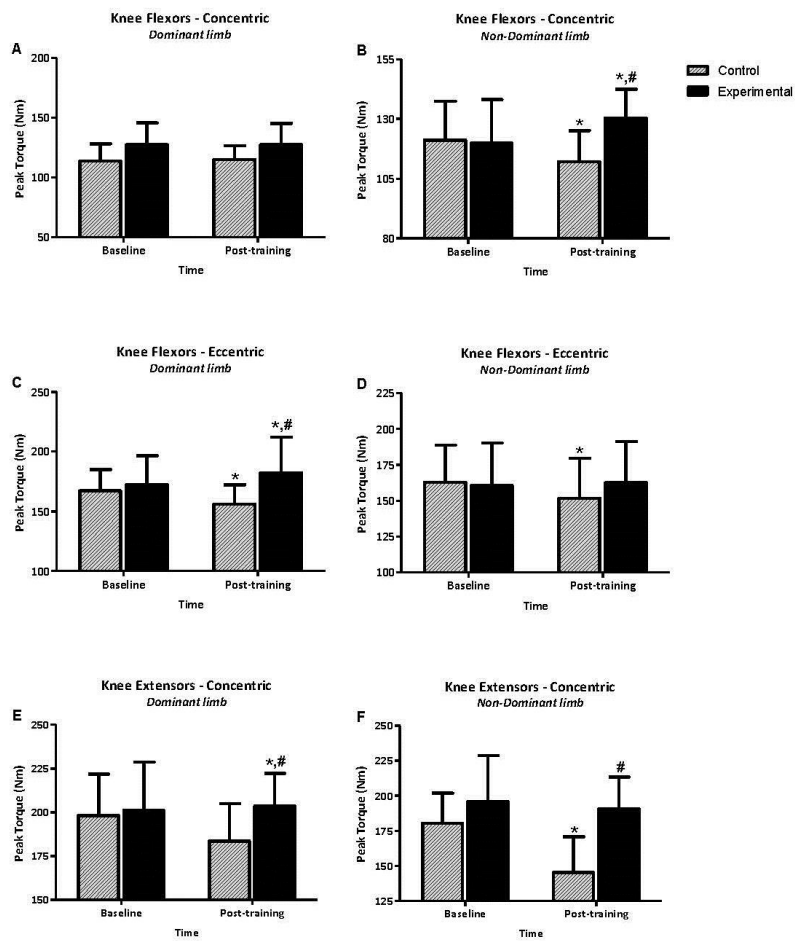 Knee Flexors - Concentric
Dominant limb
A
200
150
100
50
Peak Torque (Nm)
Baseline
Post-training
Time
Knee Flexors - Concentric
Non-Dominant limb
B
155
130
105
80
Peak Torque (Nm)
*
*,#
Baseline
Post-training
Time
Control
Experimental
Knee Flexors - Eccentric
Dominant limb
C
250
200
150
100
Peak Torque (Nm)
*
*,#
Baseline
Post-training
Time
Knee Flexors - Eccentric
Non-Dominant limb
D
225
200
175
150
125
100
Peak Torque (Nm)
*
Baseline
Post-training
Time
Knee Extensors - Concentric
Dominant limb
E
250
225
200
175
150
Peak Torque (Nm)
*,#
Baseline
Post-training
Time
Knee Extensors - Concentric
Non-Dominant limb
F
250
225
200
175
150
125
Peak Torque (Nm)
*
#
Baseline
Post-training
Time